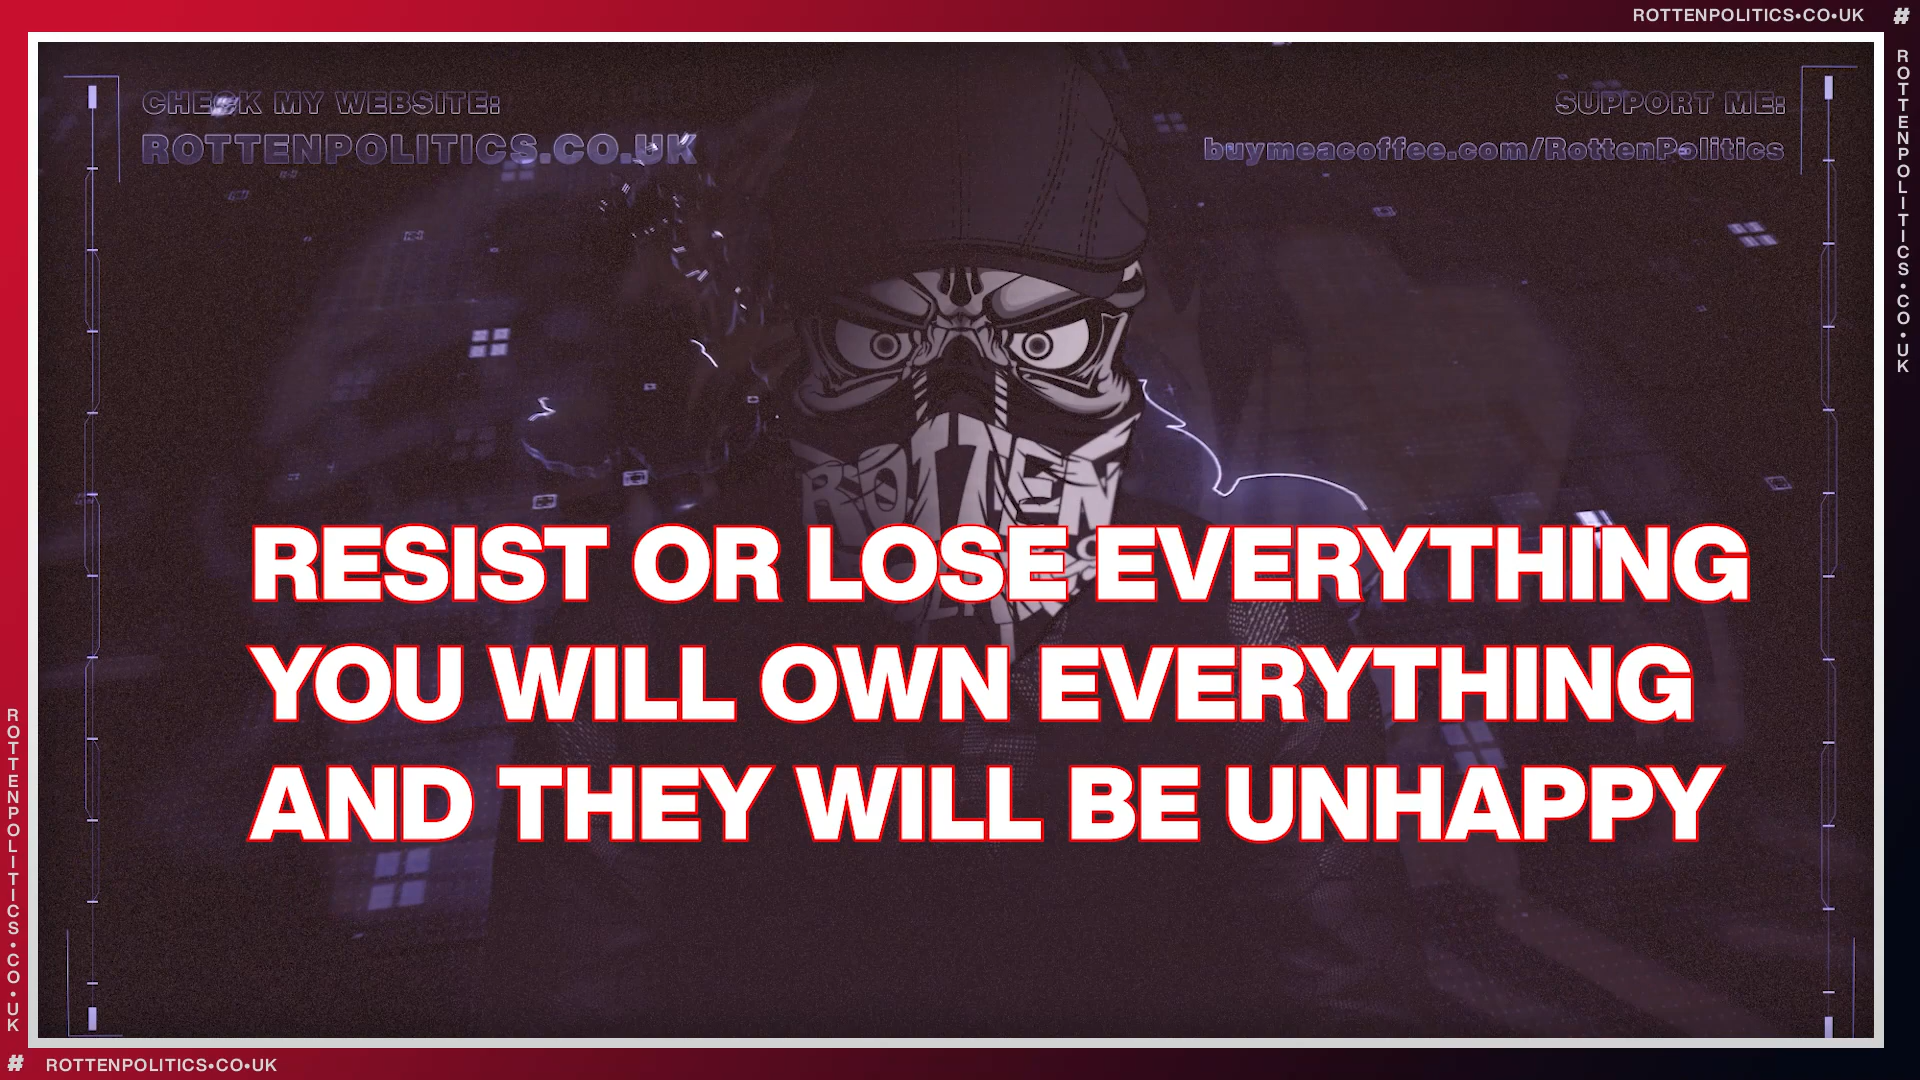 ROTTENPOLITICS•CO•UK #
ROTTENPOLITICS•CO•UK
CHECK MY WEBSITE:
ROTTENPOLITICS.CO.UK
SUPPORT ME:
buymeacoffee.com/RottenPolitics
ROTTEN
RESIST OR LOSE EVERYTHING
YOU WILL OWN EVERYTHING
AND THEY WILL BE UNHAPPY
ROTTENPOLITICS•CO•UK
# ROTTENPOLITICS•CO•UK